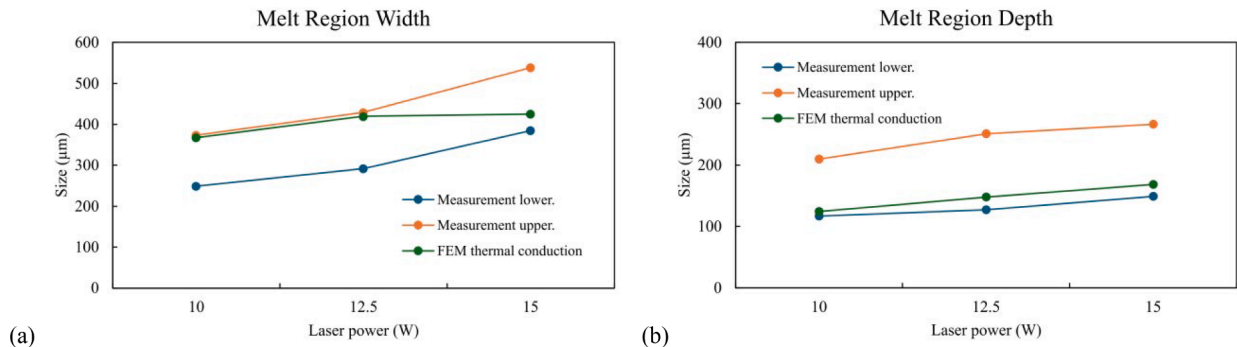 Melt Region Width
600
500
400
300
200
100
0
Size (µm)
Measurement lower.
Measurement upper.
FEM thermal conduction
10
12.5
15
Laser power (W)
(a)
Melt Region Depth
400
300
200
100
0
Size (µm)
Measurement lower.
Measurement upper.
FEM thermal conduction
10
12.5
15
Laser power (W)
(b)